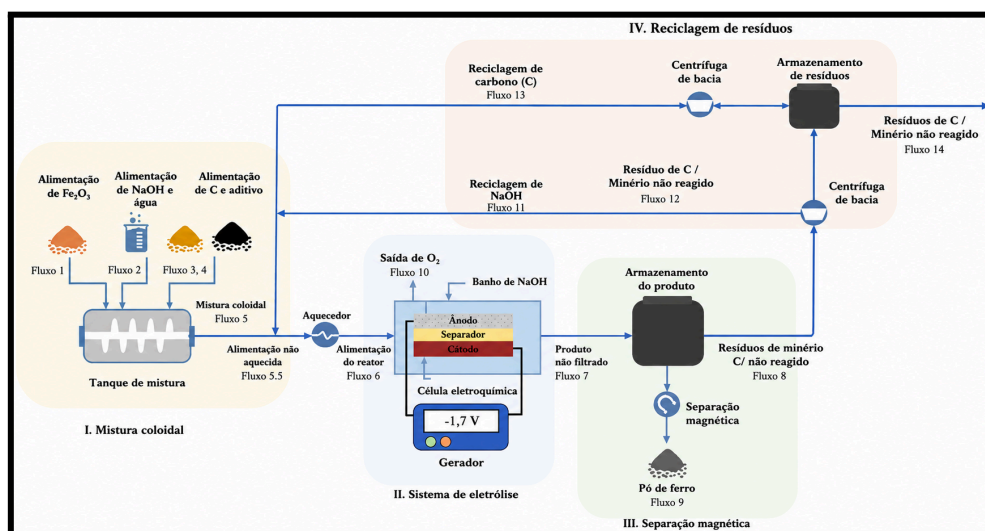 IV. Reciclagem de resíduos
Reciclagem de
carbono (C)
Fluxo 13
Centrífuga
de bacia
Armazenamento
de resíduos
Resíduos de C /
Minério não reagido
Fluxo 14
Alimentação
de Fe₂O₃
Alimentação
de NaOH e
água
Alimentação
de C e aditivo
Reciclagem de
NaOH
Fluxo 11
Resíduo de C /
Minério não reagido
Fluxo 12
Centrífuga
de bacia
Fluxo 1
Fluxo 2
Fluxo 3, 4
Saída de O₂
Fluxo 10
Banho de NaOH
Armazenamento
do produto
Mistura coloidal
Fluxo 5
Aquecedor
Ânodo
Separador
Cátodo
Tanque de mistura
Alimentação não
aquecida
Fluxo 5.5
Alimentação
do reator
Fluxo 6
Produto
não filtrado
Fluxo 7
Resíduos de minério
C/ não reagido
Fluxo 8
Célula eletroquímica
-1,7 V
Gerador
Separação
magnética
I. Mistura coloidal
Pó de ferro
Fluxo 9
II. Sistema de eletrólise
III. Separação magnética